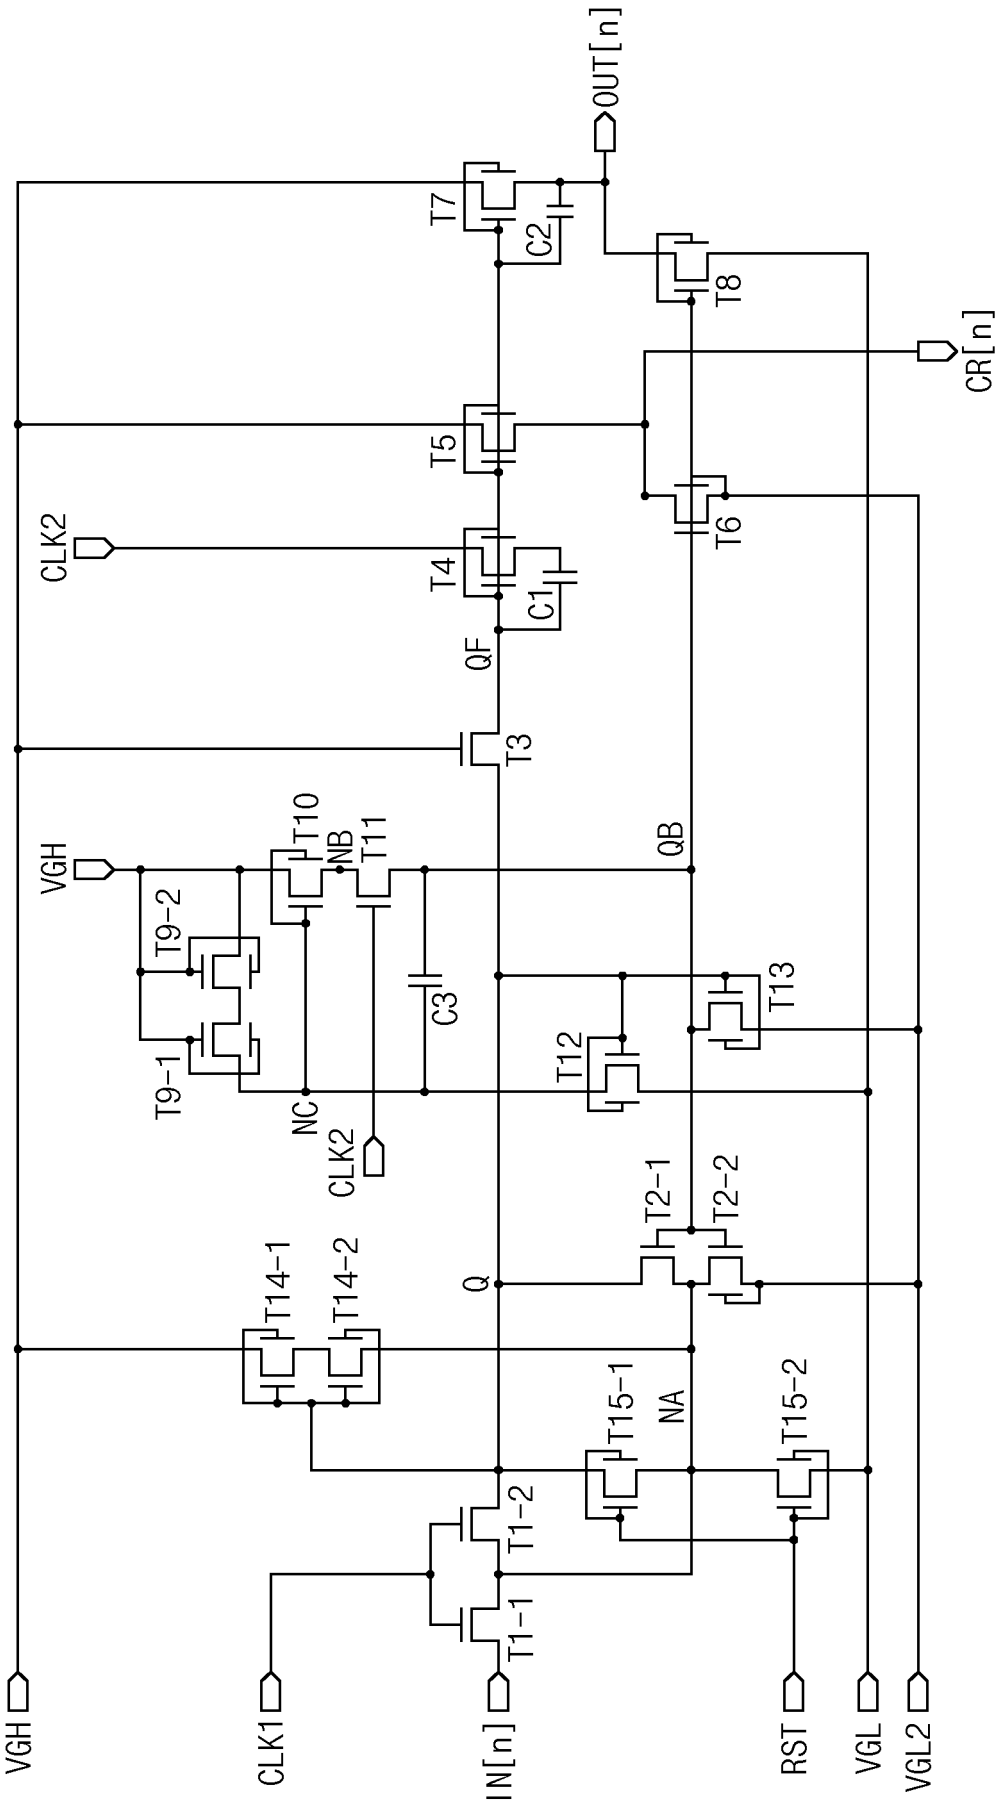 VGH
VGH
CLK2
T9-1
T9-2
CLK1
T14-1
NC
T10
T14-2
CLK2
NB
T11
C3
T4
T5
T7
Q
QF
IN[n]
T1-1
T1-2
T3
C1
C2
T12
OUT[n]
T15-1
NA
T2-1
QB
T2-2
T6
T8
T13
RST
T15-2
VGL
VGL2
CR[n]